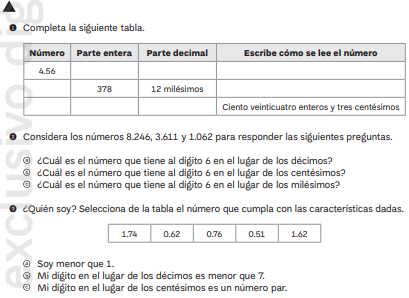 1 Completa la siguiente tabla.
Número Parte entera Parte decimal Escribe cómo se lee el número
4.56
378 12 milésimos
Ciento veinticuatro enteros y tres centésimos
2 Considera los números 8.246, 3.611 y 1.062 para responder las siguientes preguntas.
a ¿Cuál es el número que tiene al dígito 6 en el lugar de los décimos?
b ¿Cuál es el número que tiene al dígito 6 en el lugar de los centésimos?
c ¿Cuál es el número que tiene al dígito 6 en el lugar de los milésimos?
3 ¿Quién soy? Selecciona de la tabla el número que cumpla con las características dadas.
1.74 0.62 0.76 0.51 1.62
a Soy menor que 1.
b Mi dígito en el lugar de los décimos es menor que 7.
c Mi dígito en el lugar de los centésimos es un número par.
exclusivo dig